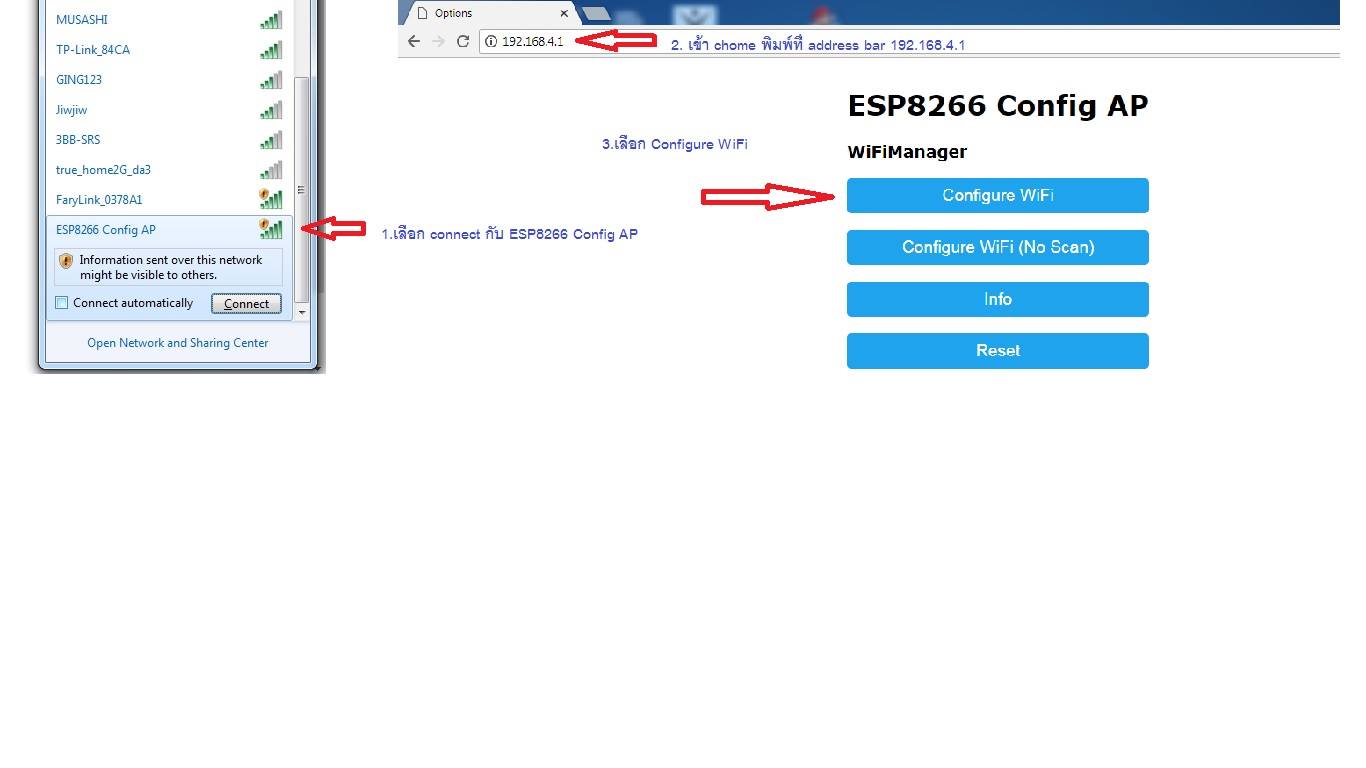 MUSASHI
TP-Link_84CA
GING123
Jiwjiw
3BB-SRS
true_home2G_da3
FaryLink_0378A1
ESP8266 Config AP
Information sent over this network
might be visible to others.
Connect automatically
Connect
Open Network and Sharing Center
1.เลือก connect กับ ESP8266 Config AP
Options
192.168.4.1
2. เข้า chome พิมพ์ที่ address bar 192.168.4.1
ESP8266 Config AP
3.เลือก Configure WiFi
WiFiManager
Configure WiFi
Configure WiFi (No Scan)
Info
Reset